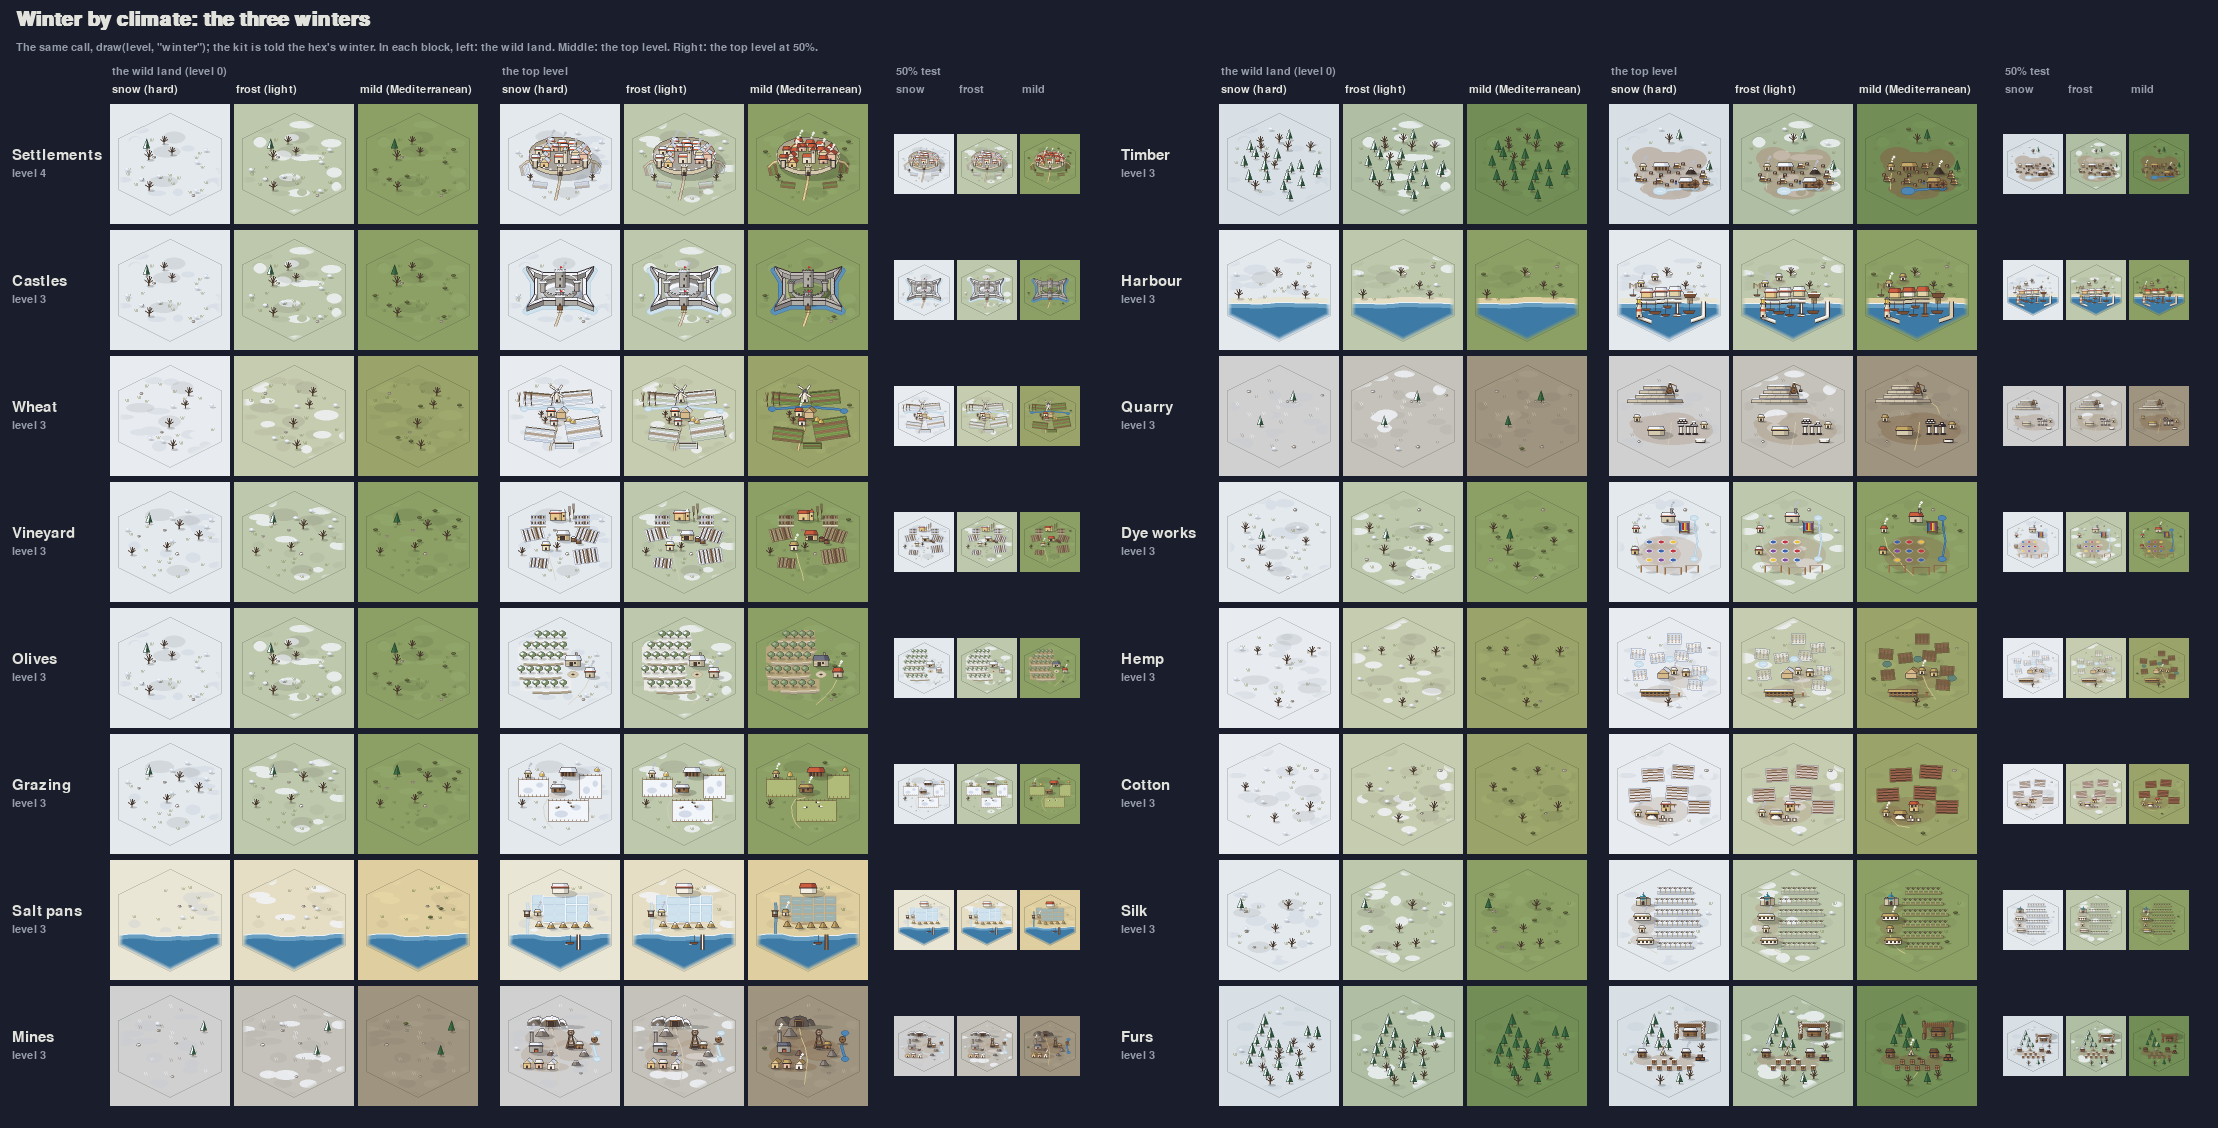 Winter by climate: the three winters
The same call, draw(level, "winter"); the kit is told the hex's winter. In each block, left: the wild land. Middle: the top level. Right: the top level at 50%.
the wild land (level 0)
the top level
50% test
the wild land (level 0)
the top level
50% test
snow (hard)
frost (light)
mild (Mediterranean)
snow (hard)
frost (light)
mild (Mediterranean)
snow
frost
mild
snow (hard)
frost (light)
mild (Mediterranean)
snow (hard)
frost (light)
mild (Mediterranean)
snow
frost
mild
Settlements
level 4
Timber
level 3
Castles
level 3
Harbour
level 3
Wheat
level 3
Quarry
level 3
Vineyard
level 3
Dye works
level 3
Olives
level 3
Hemp
level 3
Grazing
level 3
Cotton
level 3
Salt pans
level 3
Silk
level 3
Mines
level 3
Furs
level 3